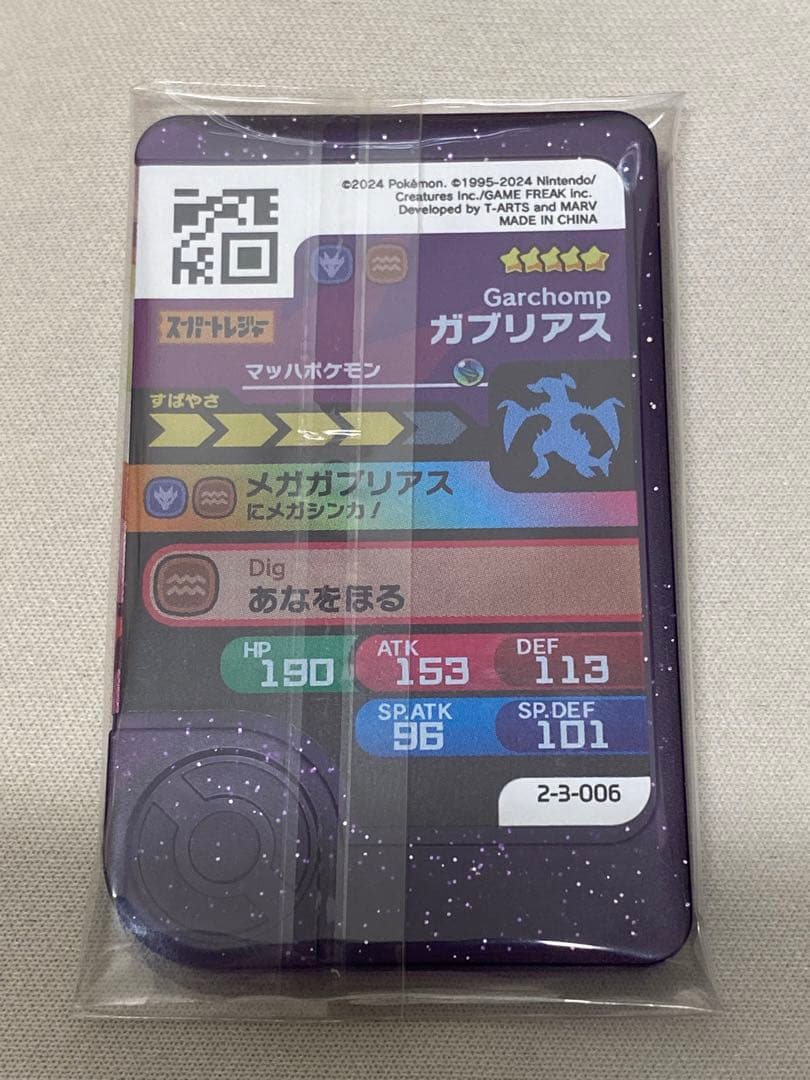 ©2024 Pokémon. ©1995-2024 Nintendo/
Creatures Inc./GAME FREAK inc.
Developed by T-ARTS and MARV
MADE IN CHINA
Garchomp
ガブリアス
スーパートレジャー
マッハポケモン
すばやさ
メガガブリアス
にメガシンカ!
Dig
あなをほる
HP
190
ATK
153
DEF
113
SP.ATK
96
SP.DEF
101
2-3-006